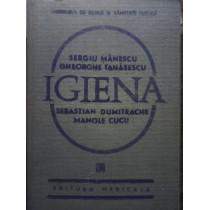 SERGIU MĂNESCU
GHEORGHE TĂNĂSESCU
IGIENA
SEBASTIAN DUMITRACHE
MANOLE CUCU
EDITURA MEDICALĂ